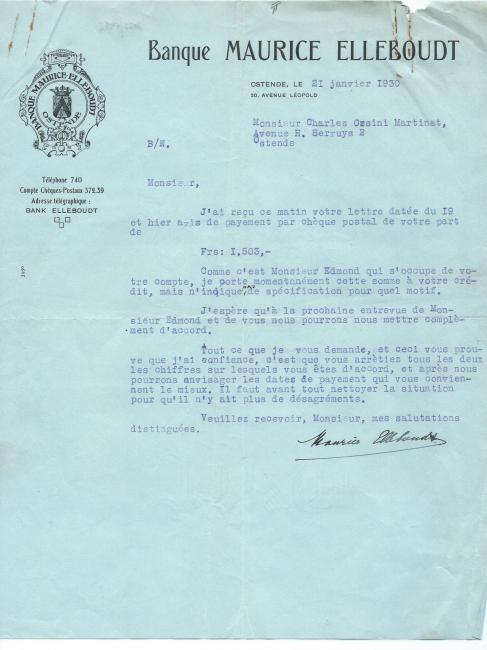 Banque MAURICE ELLEBOUDT
BANQUE MAURICE ELLEBOUDT
OSTENDE
OSTENDE, LE 21 janvier 1930
20, AVENUE LÉOPOLD
Monsieur Charles Orsini Martinat,
Avenue H. Serruys 2
Ostende
B/N.
Téléphone 740
Compte Chèques-Postaux 372.39
Adresse télégraphique :
BANK ELLEBOUDT
Monsieur,
J'ai reçu ce matin votre lettre datée du 19
et hier avis de payement par chèque postal de votre part
de
Frs: 1,503,-
Comme c'est Monsieur Edmond qui s'occupe de vo-
tre compte, je porte momentanément cette somme à votre cré-
dit, mais n'indique de spécification pour quel motif.
J'espère qu'à la prochaine entrevue de Mon-
sieur Edmond et de vous nous pourrons nous mettre complè-
ment d'accord.
Tout ce que je vous demande, et ceci vous prou-
ve que j'ai confiance, c'est que vous arrêtiez tous les deux
les chiffres sur lesquels vous êtes d'accord, et après nous
pourrons envisager les dates de payement qui vous convien-
nent le mieux. Il faut avant tout nettoyer la situation
pour qu'il n'y ait plus de désagréments.
Veuillez recevoir, Monsieur, mes salutations
distinguées.
Maurice Elleboudt